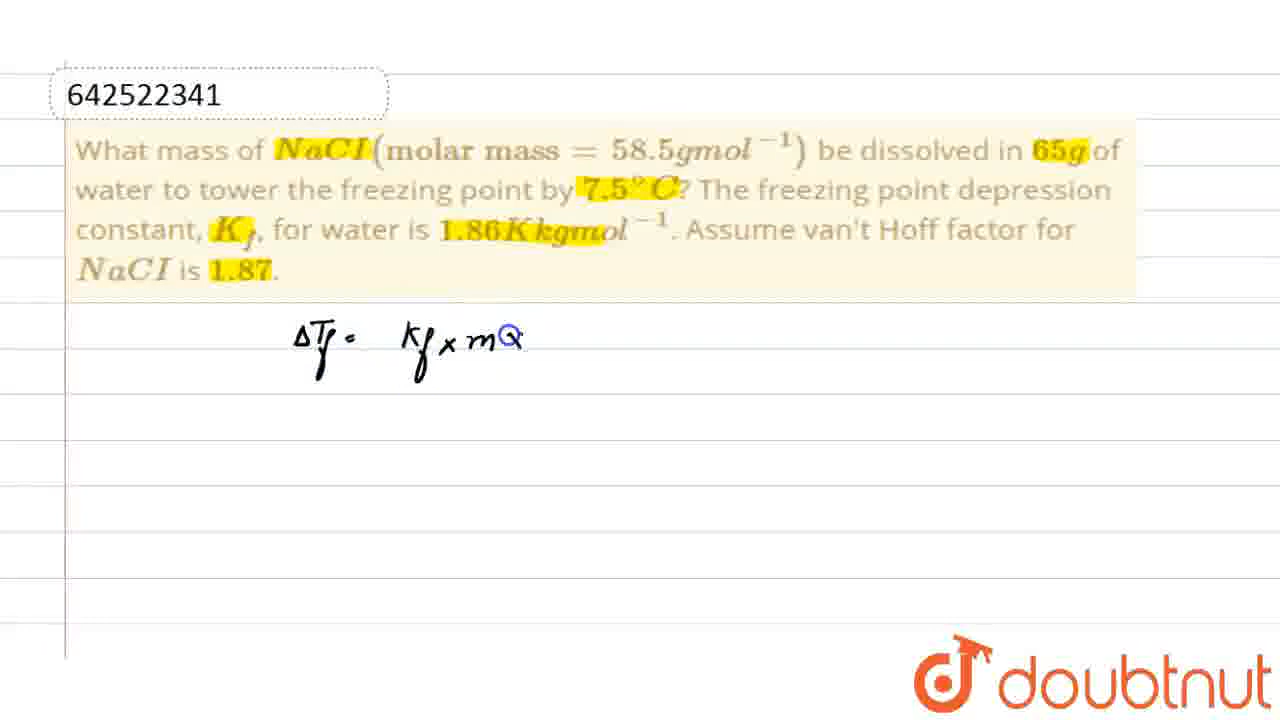 642522341
What mass of NaCI(molar mass = 58.5gmol⁻¹) be dissolved in 65g of
water to tower the freezing point by 7.5°C? The freezing point depression
constant, K_f, for water is 1.86K kgmol⁻¹. Assume van't Hoff factor for
NaCI is 1.87.
ΔTf = Kf × m
doubtnut